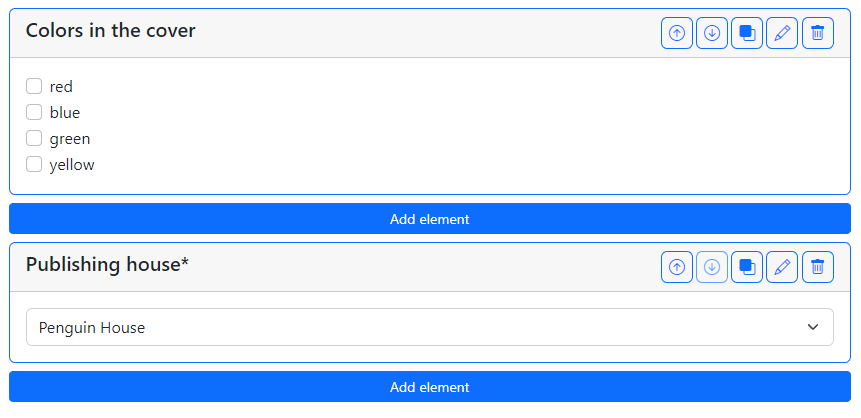 Colors in the cover
red
blue
green
yellow
Add element
Publishing house*
Penguin House
Add element